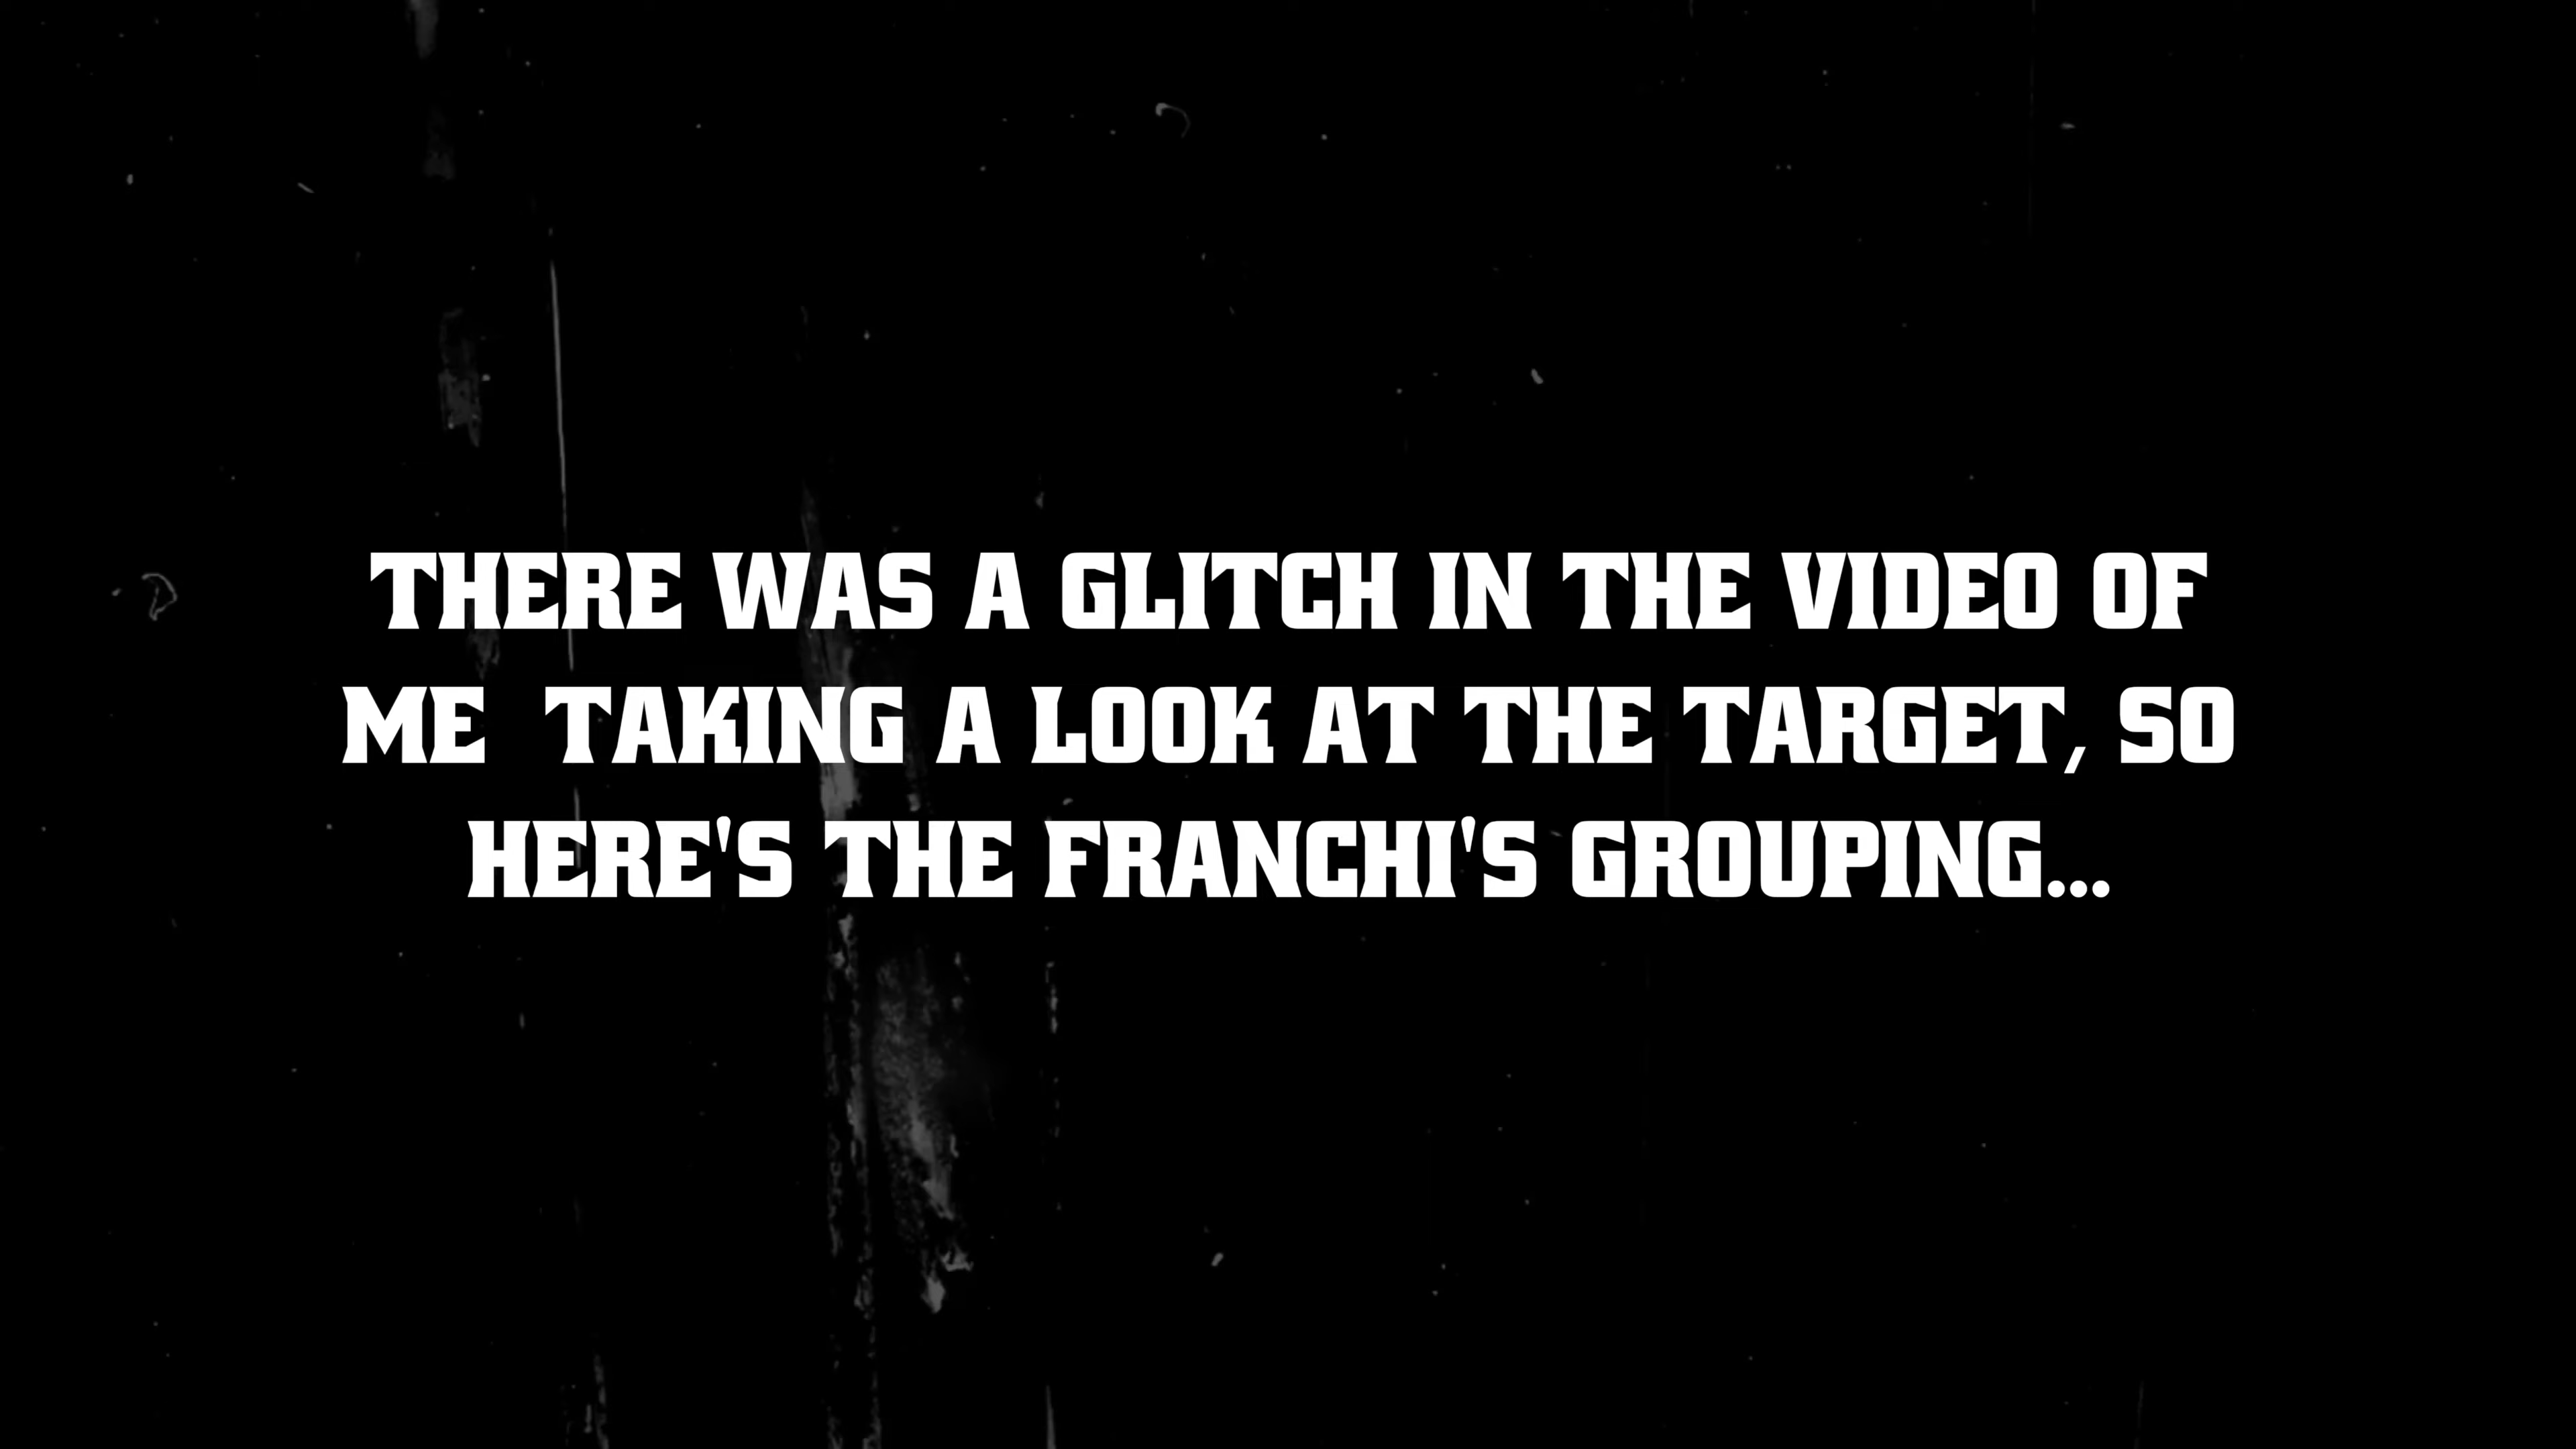 THERE WAS A GLITCH IN THE VIDEO OF
ME  TAKING A LOOK AT THE TARGET, SO
HERE'S THE FRANCHI'S GROUPING...